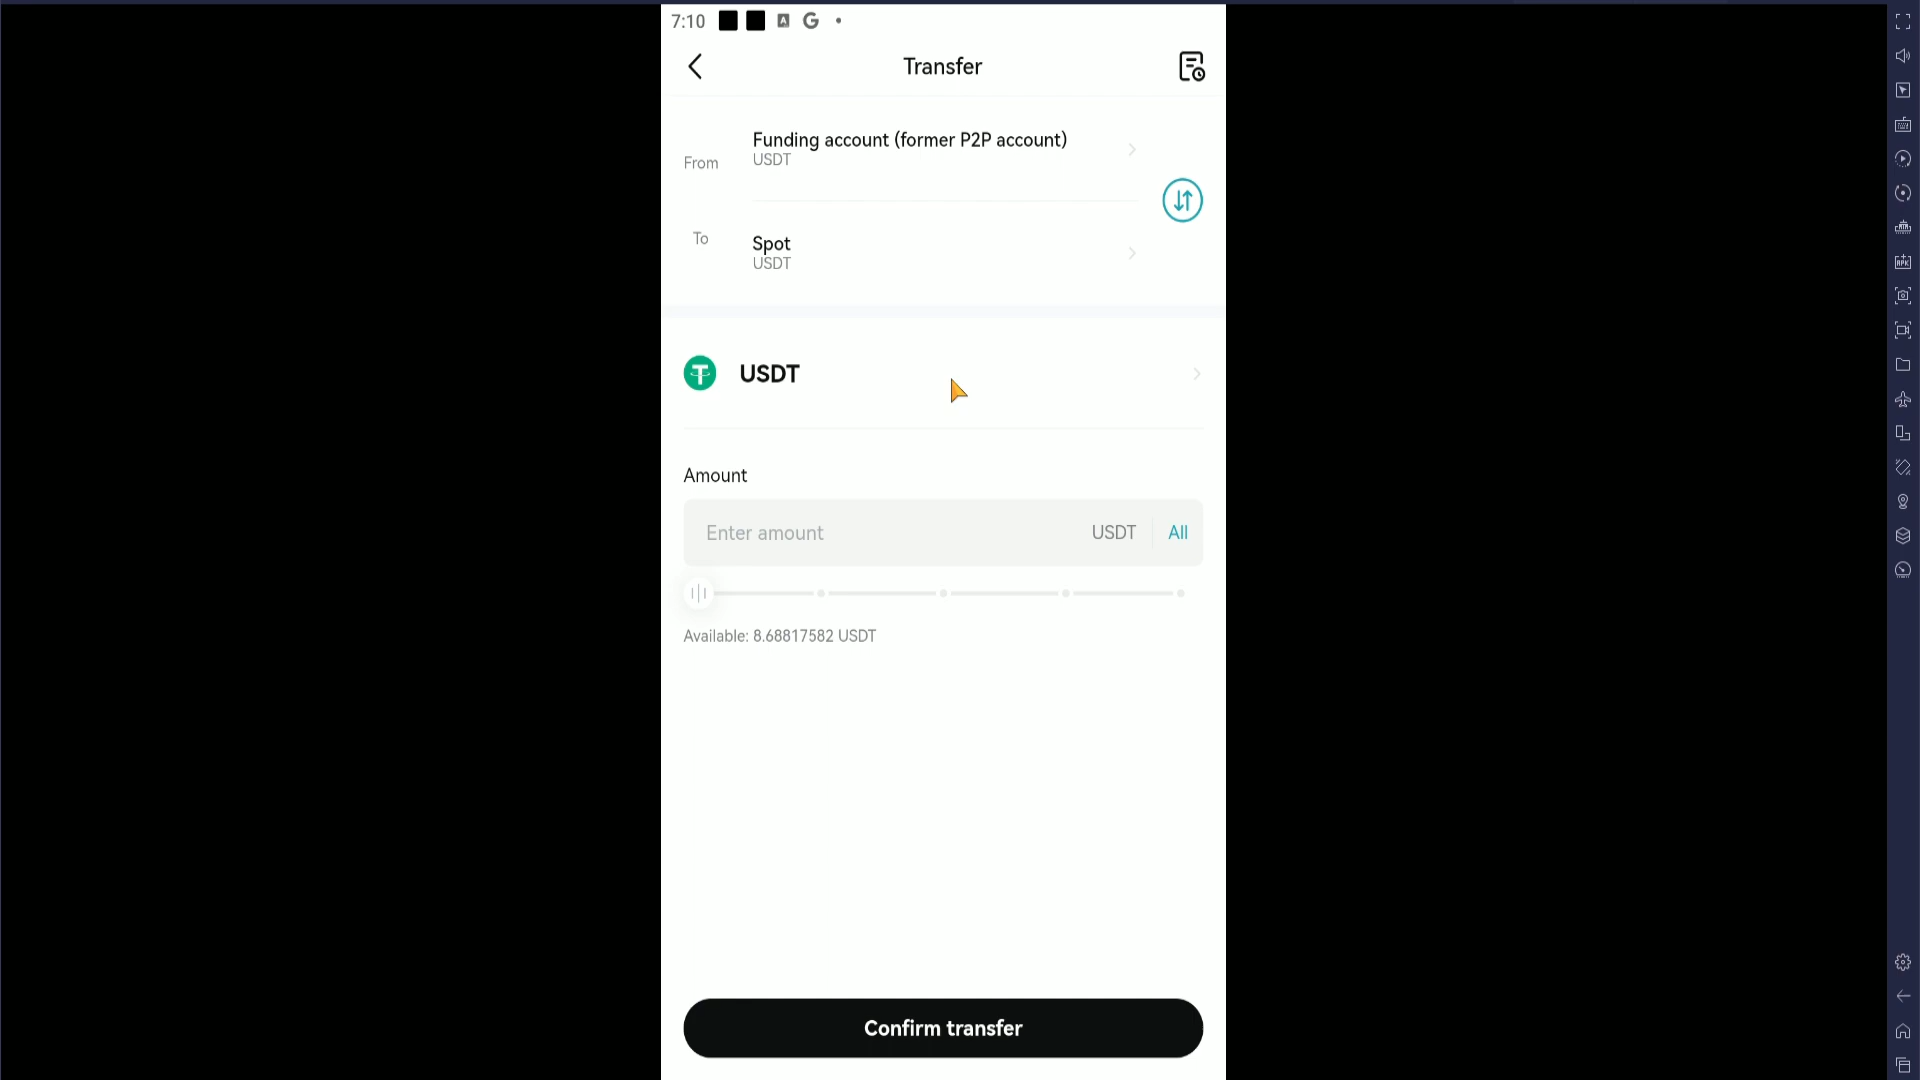 7:10
Transfer
From
Funding account (former P2P account)
USDT
To
Spot
USDT
USDT
Amount
Enter amount
USDT
All
Available: 8.68817582 USDT
Confirm transfer